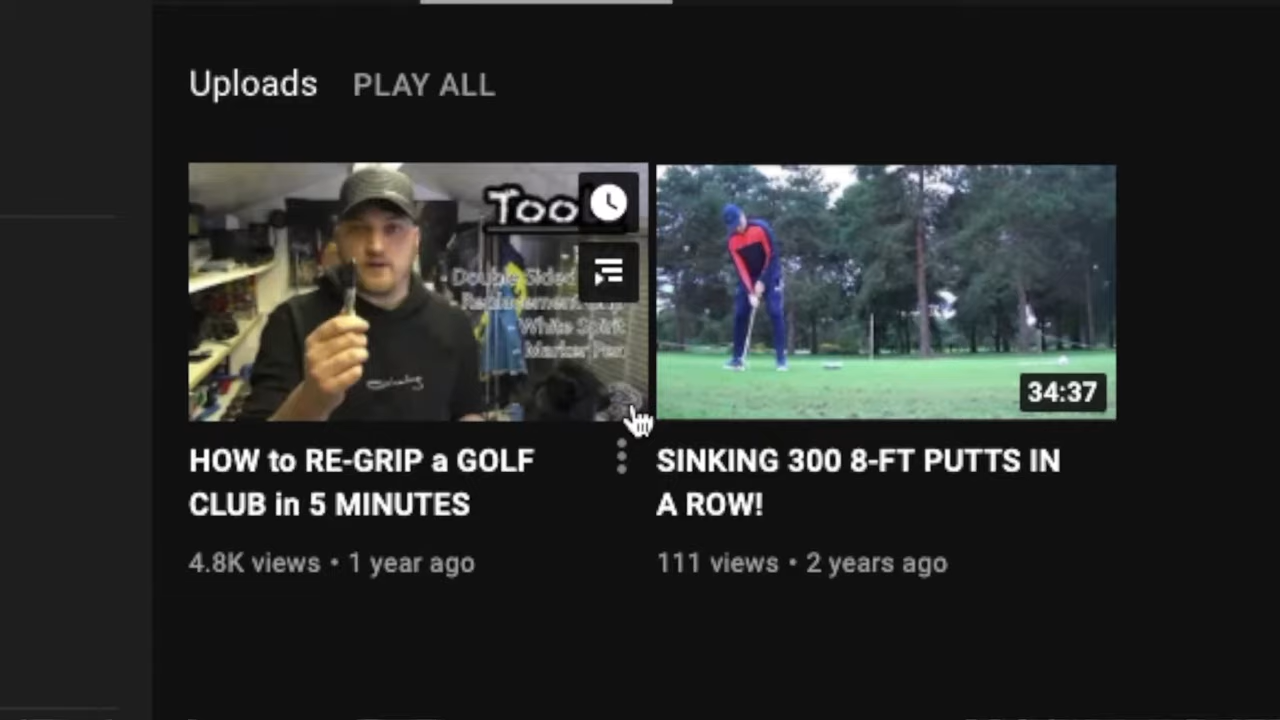 Uploads PLAY ALL
Too
- Double Sided
- Replacement Grip
- White Spirit
- Marker Pen
34:37
HOW to RE-GRIP a GOLF
CLUB in 5 MINUTES
4.8K views • 1 year ago
SINKING 300 8-FT PUTTS IN
A ROW!
111 views • 2 years ago